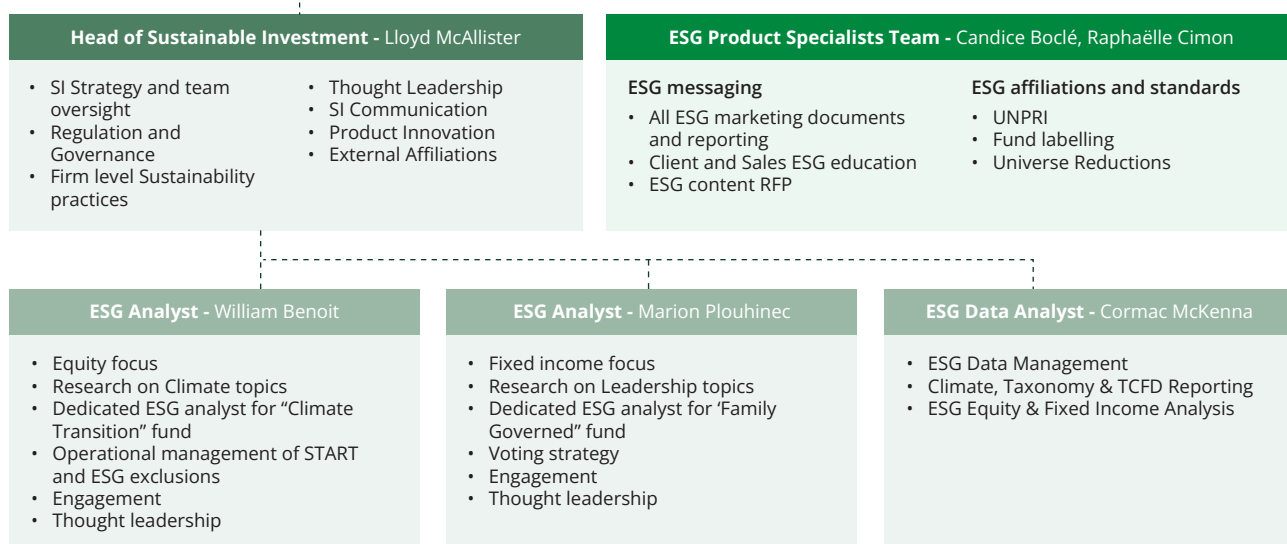 Head of Sustainable Investment - Lloyd McAllister
• SI Strategy and team
oversight
• Regulation and
Governance
• Firm level Sustainability
practices
• Thought Leadership
• SI Communication
• Product Innovation
• External Affiliations
ESG Product Specialists Team - Candice Boclé, Raphaëlle Cimon
ESG messaging
• All ESG marketing documents
and reporting
• Client and Sales ESG education
• ESG content RFP
ESG affiliations and standards
• UNPRI
• Fund labelling
• Universe Reductions
ESG Analyst - William Benoit
• Equity focus
• Research on Climate topics
• Dedicated ESG analyst for “Climate
Transition” fund
• Operational management of START
and ESG exclusions
• Engagement
• Thought leadership
ESG Analyst - Marion Plouhinec
• Fixed income focus
• Research on Leadership topics
• Dedicated ESG analyst for ‘Family
Governed” fund
• Voting strategy
• Engagement
• Thought leadership
ESG Data Analyst - Cormac McKenna
• ESG Data Management
• Climate, Taxonomy & TCFD Reporting
• ESG Equity & Fixed Income Analysis